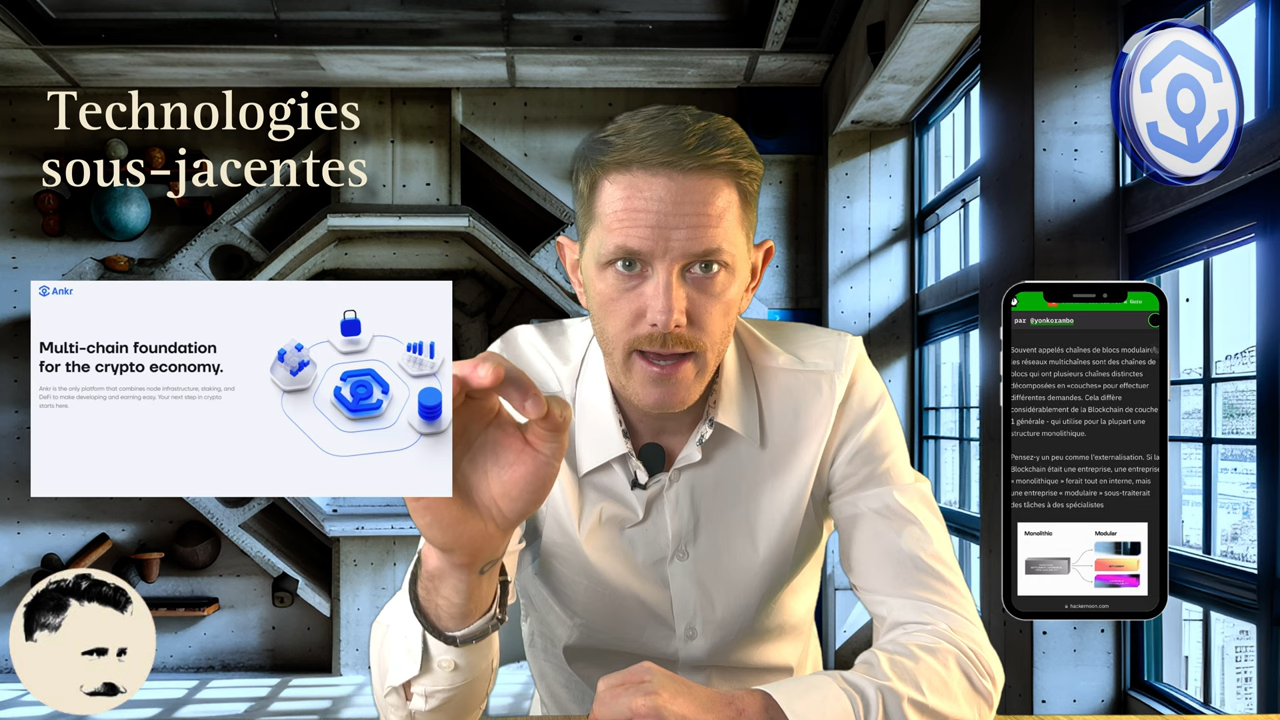 Technologies
sous-jacentes
Ankr
Multi-chain foundation
for the crypto economy.
Ankr is the only platform that combines node infrastructure, staking, and
DeFi to make developing and earning easy. Your next step in crypto
starts here.
par @yonkorambo
Souvent appelés chaînes de blocs modulaires
les réseaux multichaînes sont des chaînes de
blocs qui ont plusieurs chaînes distinctes
décomposées en «couches» pour effectuer
différentes demandes. Cela diffère
considérablement de la Blockchain de couche
1 générale - qui utilise pour la plupart une
structure monolithique.
Pensez-y un peu comme l'externalisation. Si la
Blockchain était une entreprise, une entreprise
« monolithique » ferait tout en interne, mais
une entreprise « modulaire » sous-traiterait
des tâches à des spécialistes
Monolithic
Modular
hackernoon.com